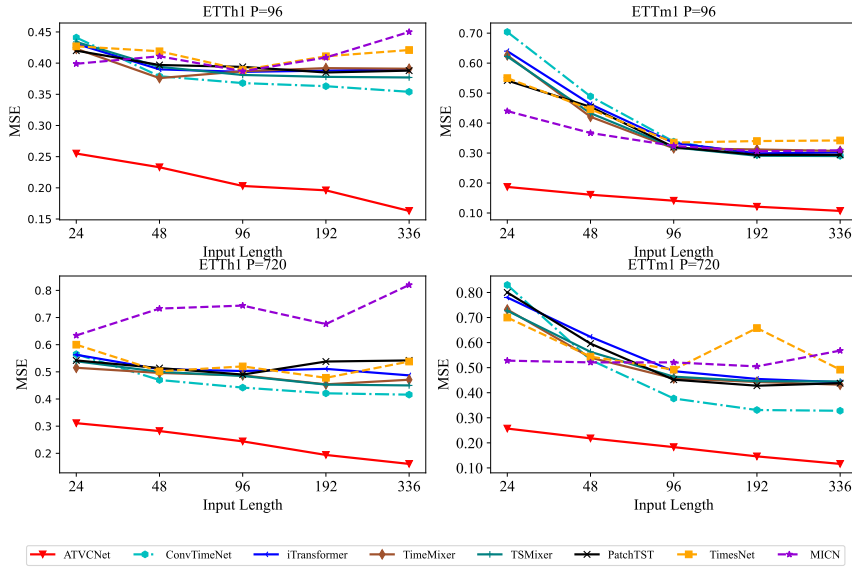 ETTh1 P=96
MSE
0.45
0.40
0.35
0.30
0.25
0.20
0.15
24 48 96 192 336
Input Length
ETTm1 P=96
MSE
0.70
0.60
0.50
0.40
0.30
0.20
0.10
24 48 96 192 336
Input Length
ETTh1 P=720
MSE
0.8
0.7
0.6
0.5
0.4
0.3
0.2
24 48 96 192 336
Input Length
ETTm1 P=720
MSE
0.80
0.70
0.60
0.50
0.40
0.30
0.20
0.10
24 48 96 192 336
Input Length
ATVCNet ConvTimeNet iTransformer TimeMixer TSMixer PatchTST TimesNet MICN